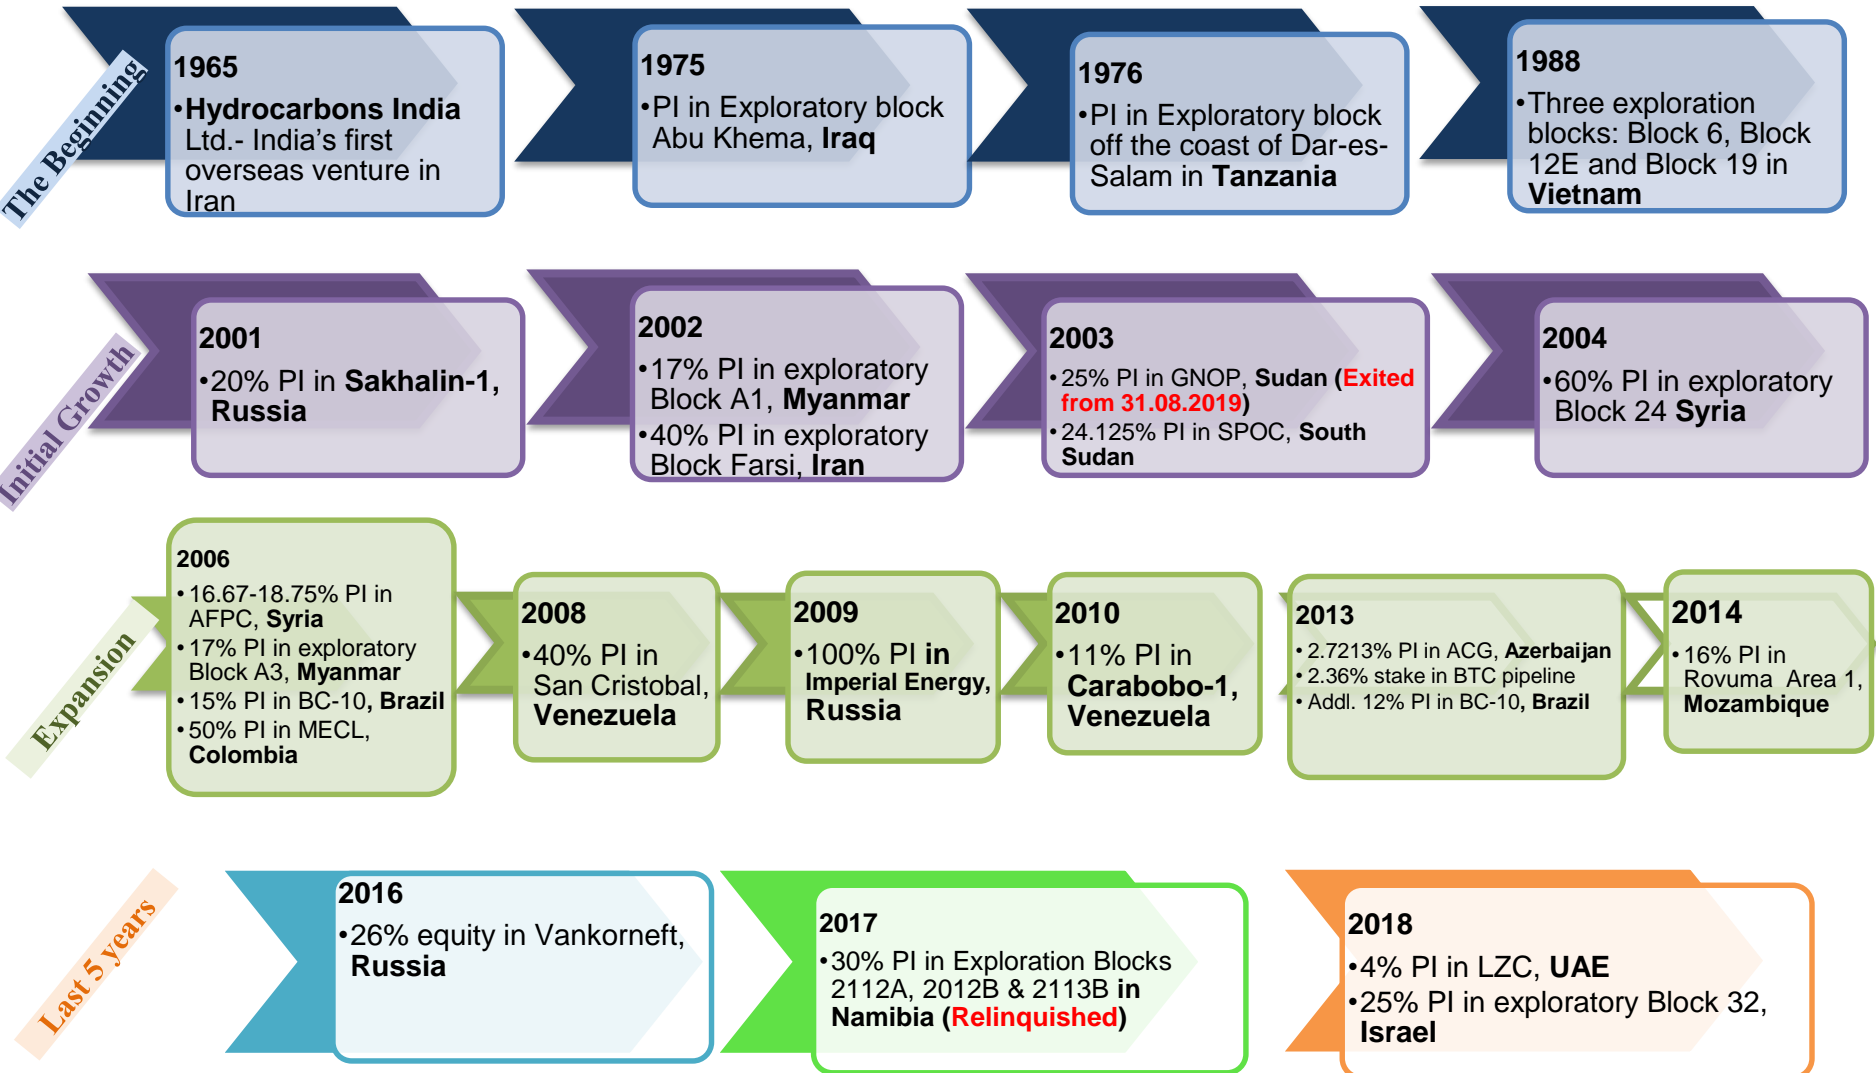 The Beginning
1965
•Hydrocarbons India
Ltd.- India's first
overseas venture in
Iran
1975
•PI in Exploratory block
Abu Khema, Iraq
1976
•PI in Exploratory block
off the coast of Dar-es-
Salam in Tanzania
1988
•Three exploration
blocks: Block 6, Block
12E and Block 19 in
Vietnam
Initial Growth
2001
•20% PI in Sakhalin-1,
Russia
2002
•17% PI in exploratory
Block A1, Myanmar
•40% PI in exploratory
Block Farsi, Iran
2003
•25% PI in GNOP, Sudan (Exited
from 31.08.2019)
•24.125% PI in SPOC, South
Sudan
2004
•60% PI in exploratory
Block 24 Syria
Expansion
2006
•16.67-18.75% PI in
AFPC, Syria
•17% PI in exploratory
Block A3, Myanmar
•15% PI in BC-10, Brazil
•50% PI in MECL,
Colombia
2008
•40% PI in
San Cristobal,
Venezuela
2009
•100% PI in
Imperial Energy,
Russia
2010
•11% PI in
Carabobo-1,
Venezuela
2013
•2.7213% PI in ACG, Azerbaijan
•2.36% stake in BTC pipeline
•Addl. 12% PI in BC-10, Brazil
2014
•16% PI in
Rovuma Area 1,
Mozambique
Last 5 years
2016
•26% equity in Vankorneft,
Russia
2017
•30% PI in Exploration Blocks
2112A, 2012B & 2113B in
Namibia (Relinquished)
2018
•4% PI in LZC, UAE
•25% PI in exploratory Block 32,
Israel